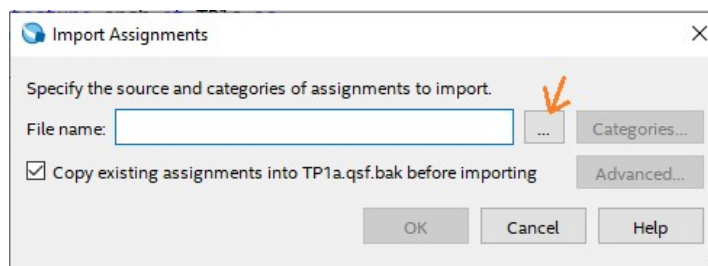 Import Assignments
Specify the source and categories of assignments to import.
File name: ... Categories...
Copy existing assignments into TP1a.qsf.bak before importing Advanced...
OK Cancel Help